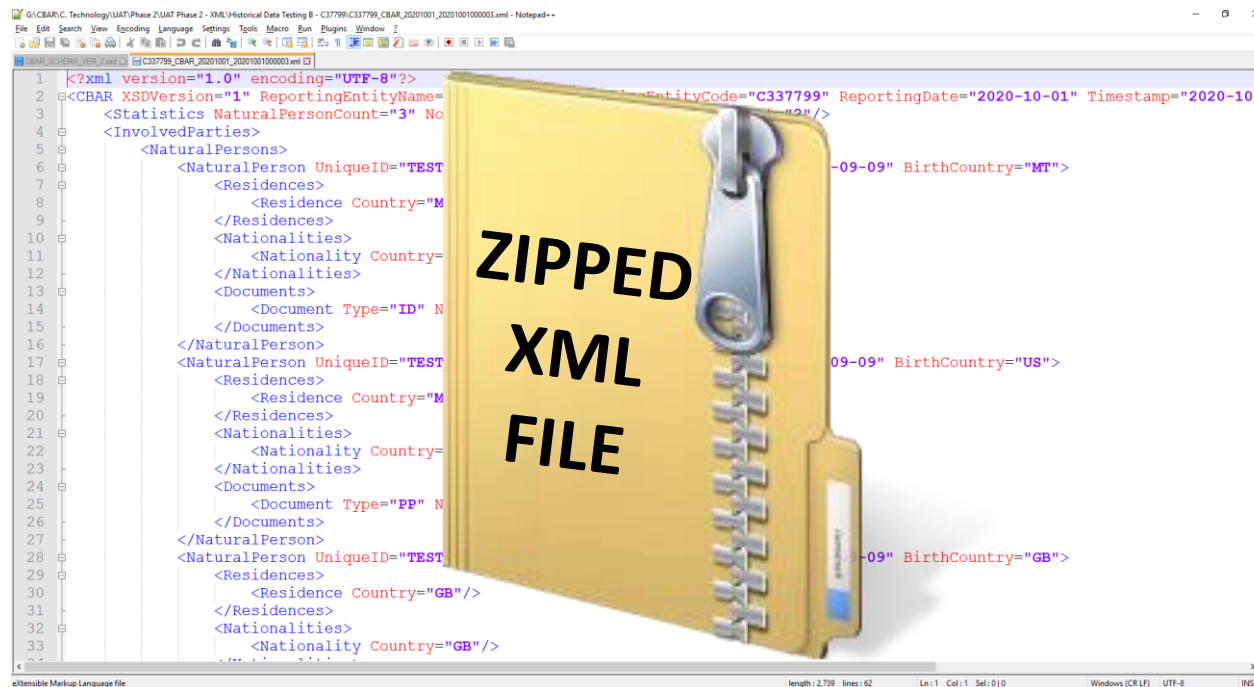 G:\CBAR\C. Technology\UAT\Phase 2\UAT Phase 2 - XML\Historical Data Testing B - C37799\C337799_CBAR_20201001_20201001000003.xml - Notepad++
File Edit Search View Encoding Language Settings Tools Macro Run Plugins Window ?
CBAR_SCHEMA_VER_2.xsd C337799_CBAR_20201001_20201001000003.xml
1 <?xml version="1.0" encoding="UTF-8"?>
2 <CBAR XSDVersion="1" ReportingEntityName= EntityCode="C337799" ReportingDate="2020-10-01" Timestamp="2020-10
3 <Statistics NaturalPersonCount="3" No "/>
4 <InvolvedParties>
5 <NaturalPersons>
6 <NaturalPerson UniqueID="TEST -09-09" BirthCountry="MT">
7 <Residences>
8 <Residence Country="M
9 </Residences>
10 <Nationalities>
11 <Nationality Country=
12 </Nationalities>
13 <Documents>
14 <Document Type="ID" N
15 </Documents>
16 </NaturalPerson>
17 <NaturalPerson UniqueID="TEST 09-09" BirthCountry="US">
18 <Residences>
19 <Residence Country="M
20 </Residences>
21 <Nationalities>
22 <Nationality Country=
23 </Nationalities>
24 <Documents>
25 <Document Type="PP" N
26 </Documents>
27 </NaturalPerson>
28 <NaturalPerson UniqueID="TEST -09" BirthCountry="GB">
29 <Residences>
30 <Residence Country="GB"/>
31 </Residences>
32 <Nationalities>
33 <Nationality Country="GB"/>
ZIPPED
XML
FILE
eXtensible Markup Language file length : 2,739 lines : 62 Ln : 1 Col : 1 Sel : 0 | 0 Windows (CR LF) UTF-8 INS